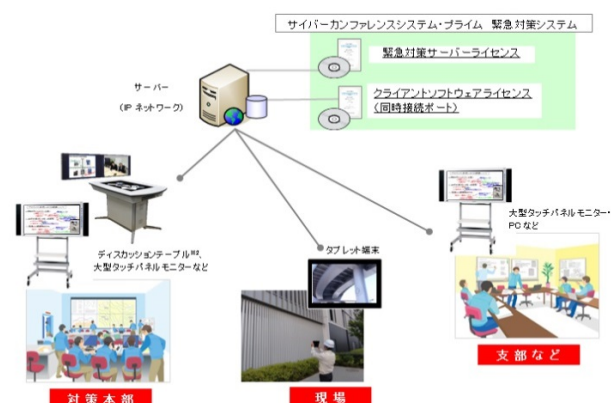 サイバーカンファレンスシステム・プライム 緊急対策システム
緊急対策サーバーライセンス
クライアントソフトウェアライセンス
(同時接続ポート)
サーバー
(IPネットワーク)
ディスカッションテーブル※2、
大型タッチパネルモニターなど
タブレット端末
大型タッチパネルモニター・
PCなど
対策本部
現場
支部など